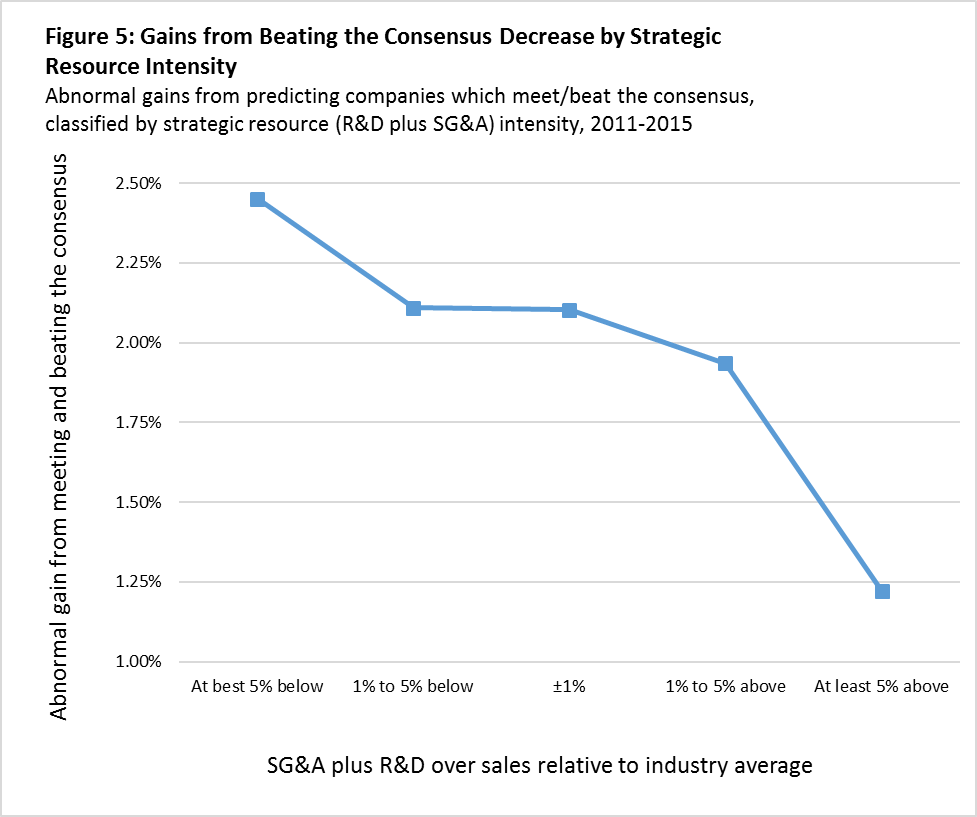 Figure 5: Gains from Beating the Consensus Decrease by Strategic
Resource Intensity
Abnormal gains from predicting companies which meet/beat the consensus,
classified by strategic resource (R&D plus SG&A) intensity, 2011-2015
Abnormal gain from meeting and beating the consensus
2.50%
2.25%
2.00%
1.75%
1.50%
1.25%
1.00%
At best 5% below
1% to 5% below
±1%
1% to 5% above
At least 5% above
SG&A plus R&D over sales relative to industry average